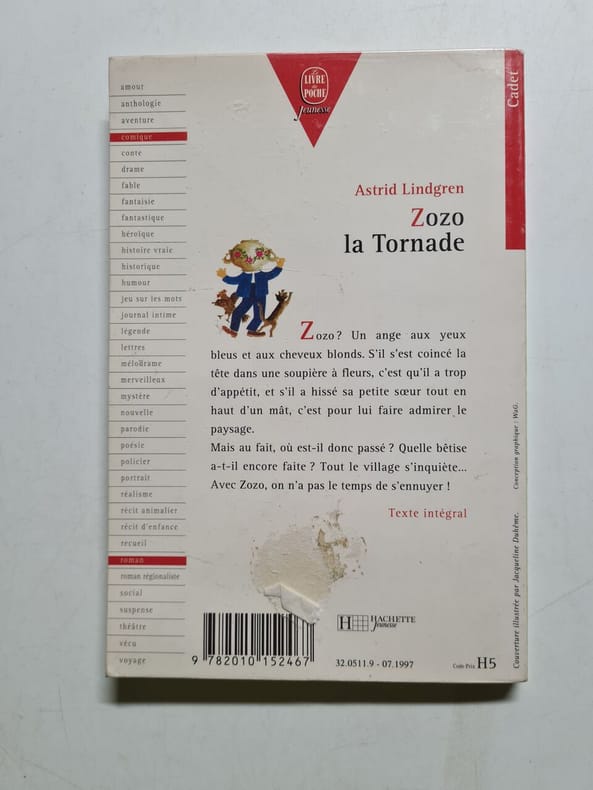 Le
LIVRE
de
POCHE
Jeunesse
Cadet
amour
anthologie
aventure
comique
conte
drame
fable
fantaisie
fantastique
héroïque
histoire vraie
historique
humour
jeu sur les mots
journal intime
légende
lettres
mélodrame
merveilleux
mystère
nouvelle
parodie
poésie
policier
portrait
réalisme
récit animalier
récit d'enfance
recueil
roman
roman régionaliste
social
suspense
théâtre
vécu
voyage
Astrid Lindgren
Zozo
la Tornade
Zozo ? Un ange aux yeux
bleus et aux cheveux blonds. S'il s'est coincé la
tête dans une soupière à fleurs, c'est qu'il a trop
d'appétit, et s'il a hissé sa petite sœur tout en
haut d'un mât, c'est pour lui faire admirer le
paysage.
Mais au fait, où est-il donc passé ? Quelle bêtise
a-t-il encore faite ? Tout le village s'inquiète...
Avec Zozo, on n'a pas le temps de s'ennuyer !
Texte intégral
9 782010 152467
H HACHETTE
Jeunesse
32.0511.9 - 07.1997
Code Prix H5
Couverture illustrée par Jacqueline Duhême. Conception graphique : WaG.